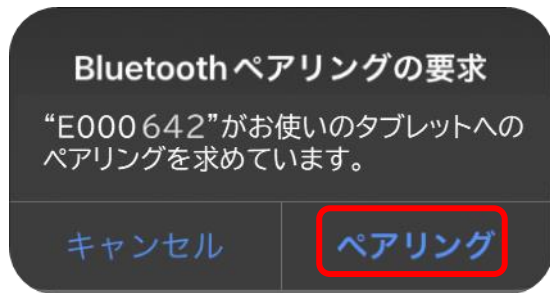 Bluetoothペアリングの要求
“E000642”がお使いのタブレットへの
ペアリングを求めています。
キャンセル
ペアリング